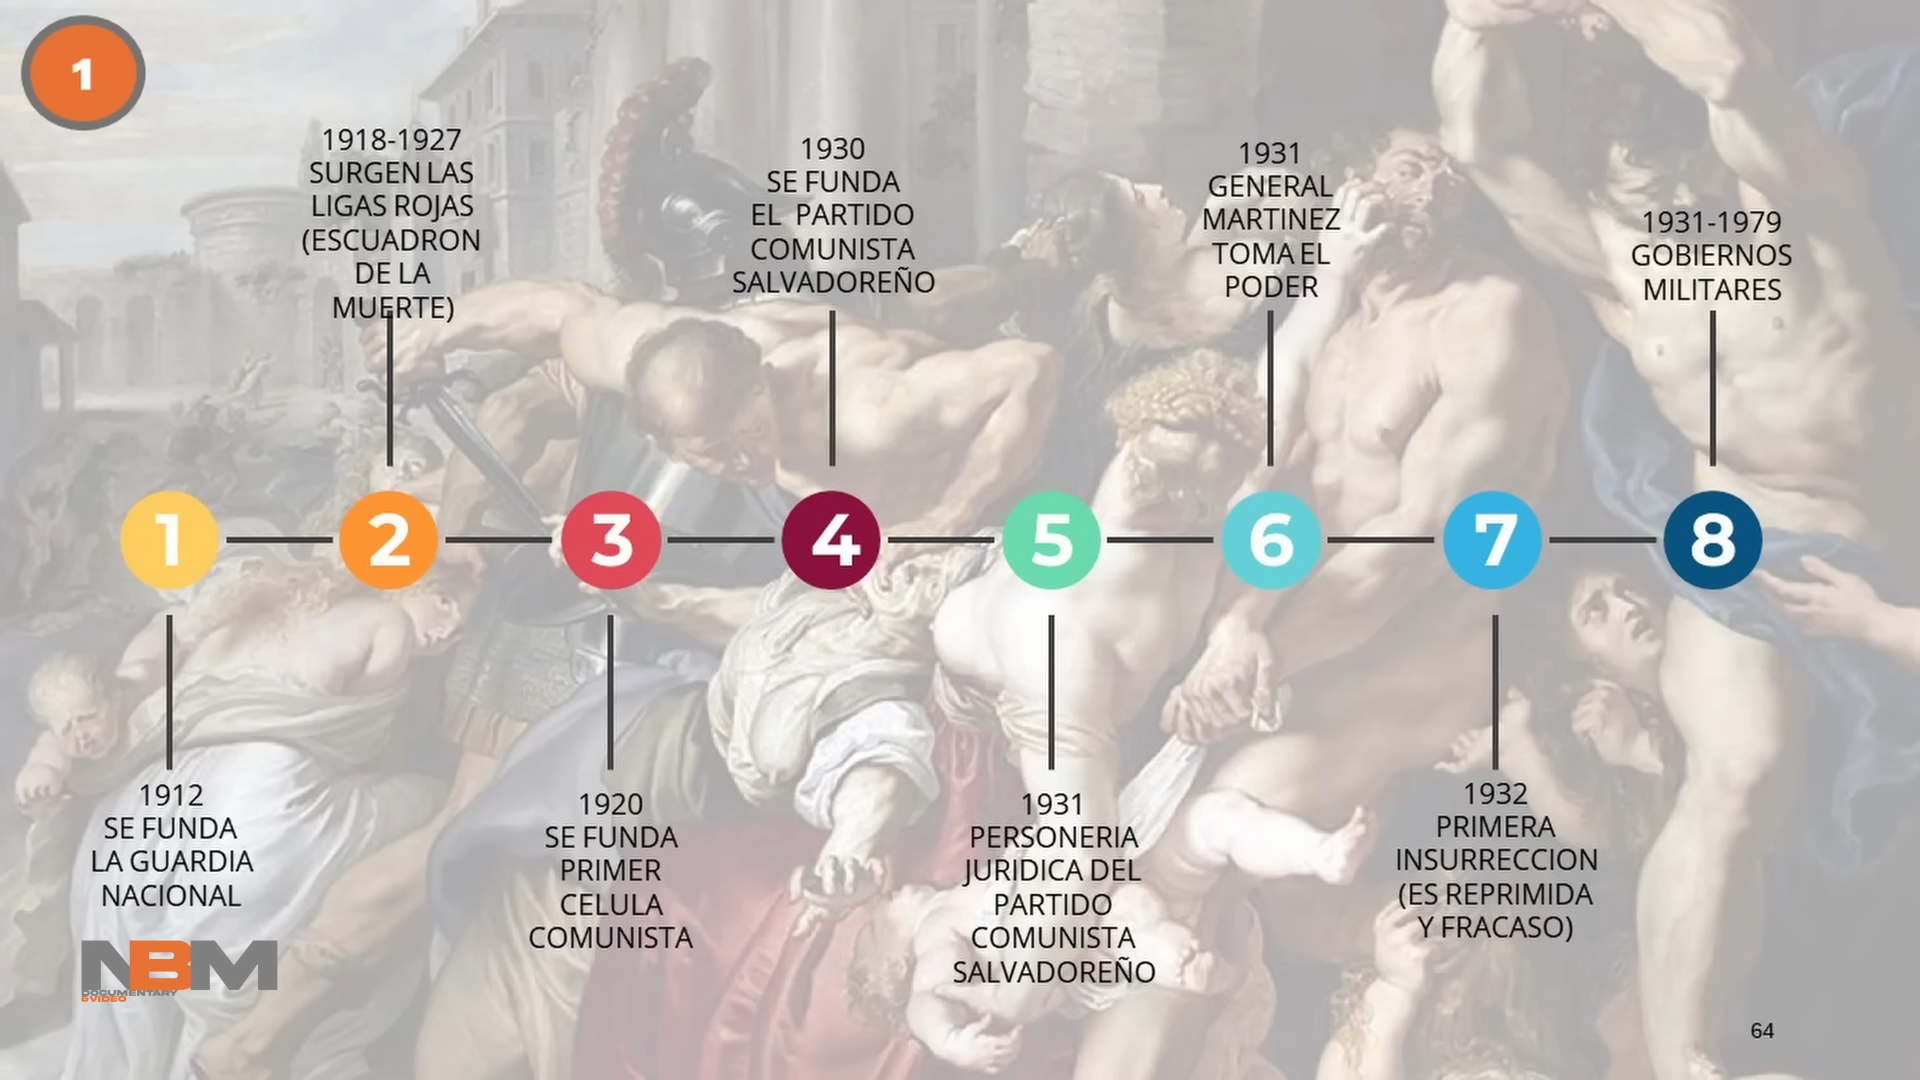 1
1918-1927
SURGEN LAS
LIGAS ROJAS
(ESCUADRON
DE LA
MUERTE)
1930
SE FUNDA
EL PARTIDO
COMUNISTA
SALVADOREÑO
1931
GENERAL
MARTINEZ
TOMA EL
PODER
1931-1979
GOBIERNOS
MILITARES
1 2 3 4 5 6 7 8
1912
SE FUNDA
LA GUARDIA
NACIONAL
1920
SE FUNDA
PRIMER
CELULA
COMUNISTA
1931
PERSONERIA
JURIDICA DEL
PARTIDO
COMUNISTA
SALVADOREÑO
1932
PRIMERA
INSURRECCION
(ES REPRIMIDA
Y FRACASO)
NBM
DOCUMENTARY
&VIDEO
64